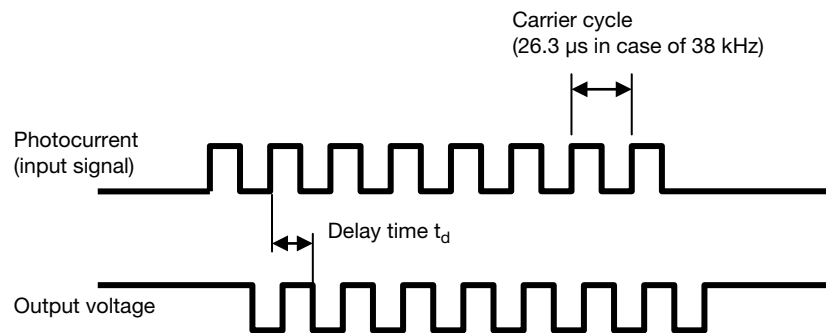 Carrier cycle
(26.3 µs in case of 38 kHz)
Photocurrent
(input signal)
Delay time td
Output voltage